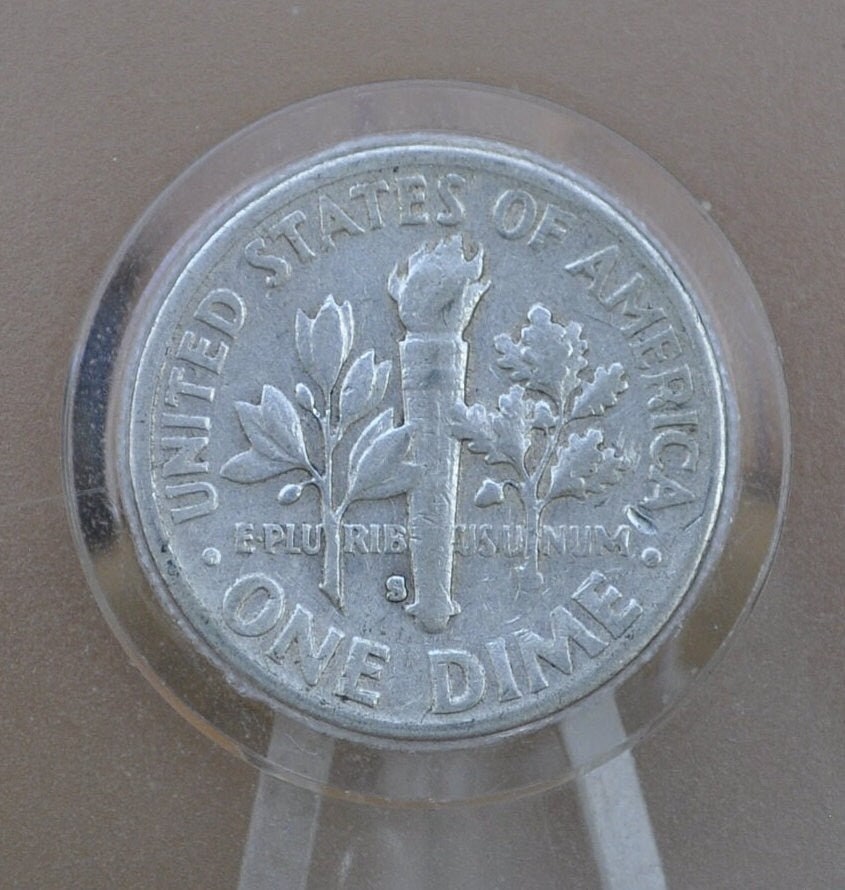 UNITED STATES OF AMERICA
E·PLURIBUS UNUM
S
· ONE DIME ·